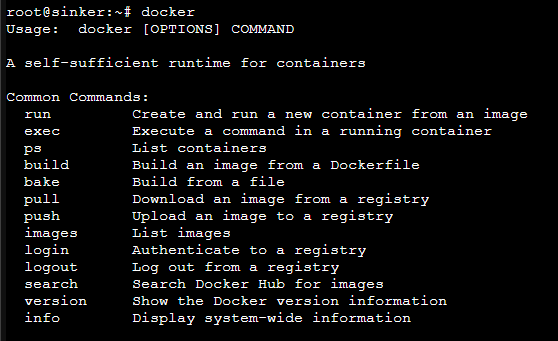 root@sinker:~# docker
Usage:  docker [OPTIONS] COMMAND

A self-sufficient runtime for containers

Common Commands:
  run         Create and run a new container from an image
  exec        Execute a command in a running container
  ps          List containers
  build       Build an image from a Dockerfile
  bake        Build from a file
  pull        Download an image from a registry
  push        Upload an image to a registry
  images      List images
  login       Authenticate to a registry
  logout      Log out from a registry
  search      Search Docker Hub for images
  version     Show the Docker version information
  info        Display system-wide information